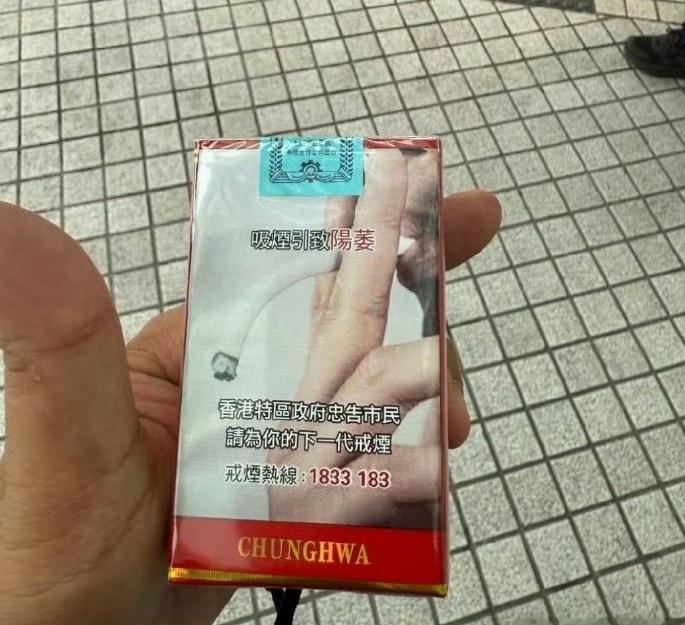 吸煙引致陽萎
香港特區政府忠告市民
請為你的下一代戒煙
戒煙熱線：1833 183
CHUNGHWA